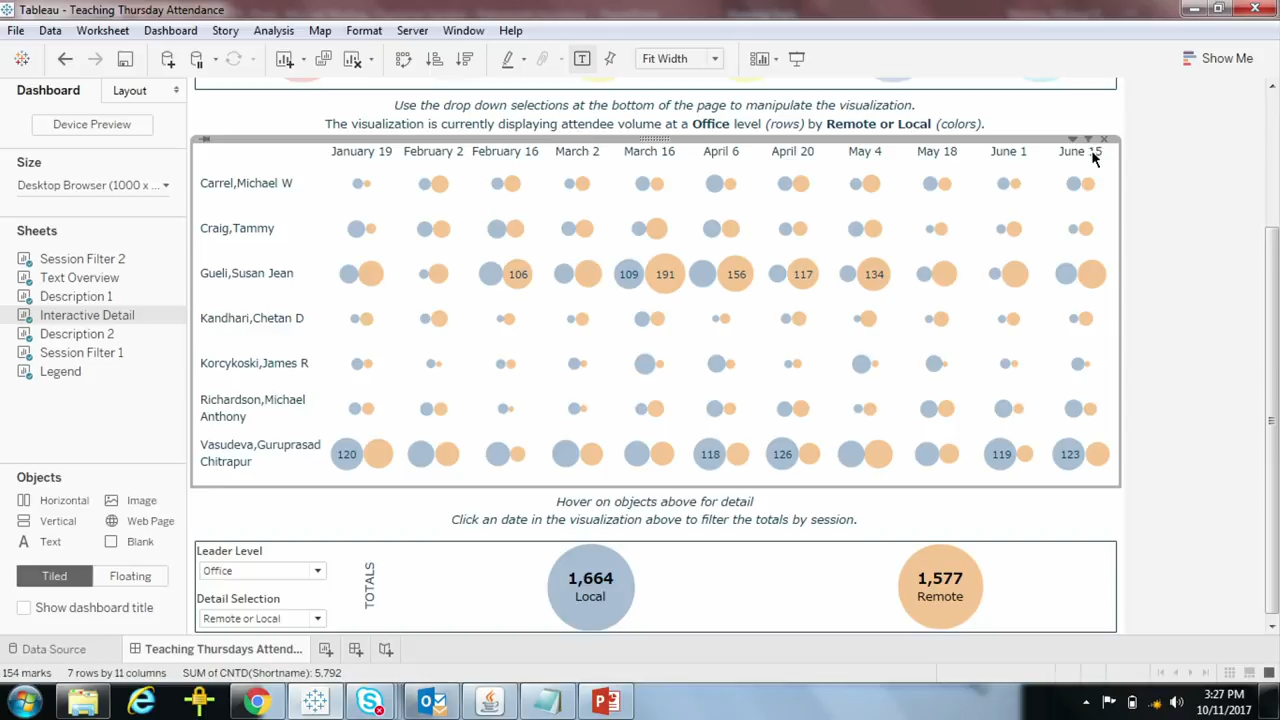 Tableau - Teaching Thursday Attendance
File Data Worksheet Dashboard Story Analysis Map Format Server Window Help
Fit Width
Show Me
Dashboard Layout
Device Preview
Size
Desktop Browser (1000 x ...
Sheets
Session Filter 2
Text Overview
Description 1
Interactive Detail
Description 2
Session Filter 1
Legend
Objects
Horizontal Image
Vertical Web Page
A Text Blank
Tiled Floating
Show dashboard title
Use the drop down selections at the bottom of the page to manipulate the visualization.
The visualization is currently displaying attendee volume at a Office level (rows) by Remote or Local (colors).
January 19 February 2 February 16 March 2 March 16 April 6 April 20 May 4 May 18 June 1 June 15
Carrel,Michael W
Craig,Tammy
Gueli,Susan Jean 106 109 191 156 117 134
Kandhari,Chetan D
Korcykoski,James R
Richardson,Michael
Anthony
Vasudeva,Guruprasad
Chitrapur
120 118 126 119 123
Hover on objects above for detail
Click an date in the visualization above to filter the totals by session.
Leader Level
Office
Detail Selection
Remote or Local
TOTALS
1,664
Local
1,577
Remote
Data Source Teaching Thursdays Attend...
154 marks 7 rows by 11 columns SUM of CNTD(Shortname): 5,792
3:27 PM
10/11/2017